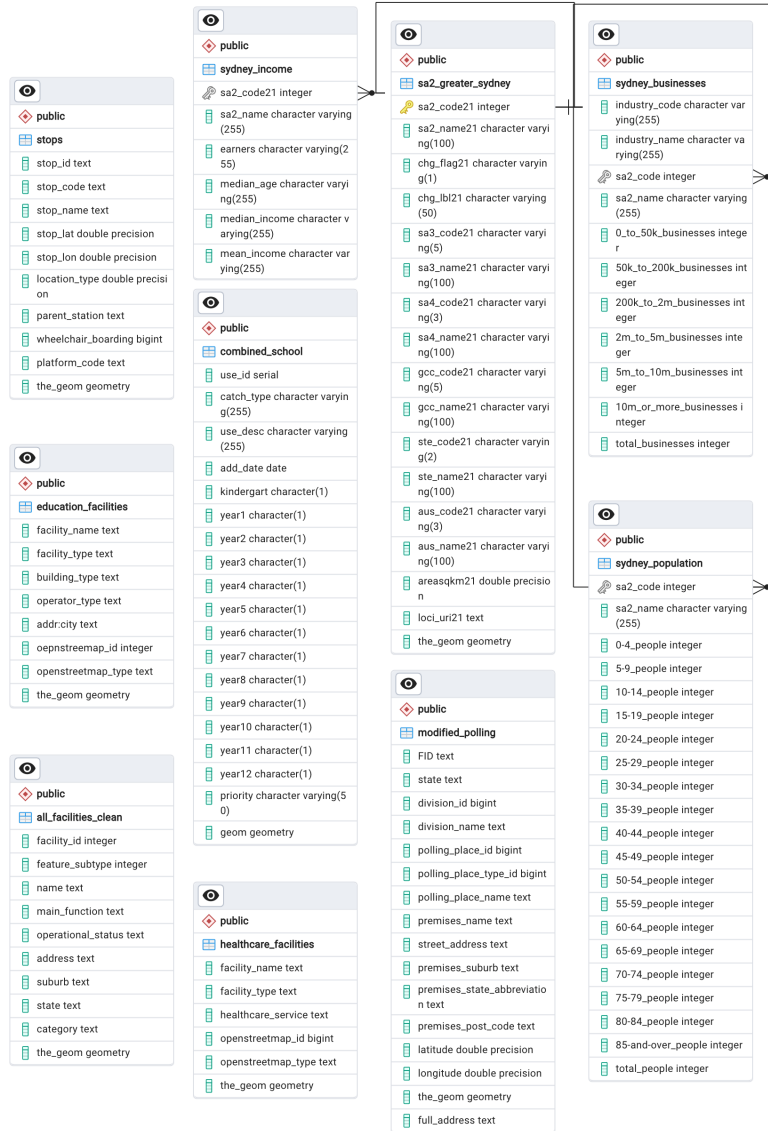 public
stops
stop_id text
stop_code text
stop_name text
stop_lat double precision
stop_lon double precision
location_type double precisi
on
parent_station text
wheelchair_boarding bigint
platform_code text
the_geom geometry
public
education_facilities
facility_name text
facility_type text
building_type text
operator_type text
addr:city text
oepnstreemap_id integer
openstreetmap_type text
the_geom geometry
public
all_facilities_clean
facility_id integer
feature_subtype integer
name text
main_function text
operational_status text
address text
suburb text
state text
category text
the_geom geometry
public
sydney_income
sa2_code21 integer
sa2_name character varying
(255)
earners character varying(2
55)
median_age character varyi
ng(255)
median_income character v
arying(255)
mean_income character var
ying(255)
public
combined_school
use_id serial
catch_type character varyin
g(255)
use_desc character varying
(255)
add_date date
kindergart character(1)
year1 character(1)
year2 character(1)
year3 character(1)
year4 character(1)
year5 character(1)
year6 character(1)
year7 character(1)
year8 character(1)
year9 character(1)
year10 character(1)
year11 character(1)
year12 character(1)
priority character varying(5
0)
geom geometry
public
healthcare_facilities
facility_name text
facility_type text
healthcare_service text
openstreetmap_id bigint
openstreetmap_type text
the_geom geometry
public
sa2_greater_sydney
sa2_code21 integer
sa2_name21 character varyi
ng(100)
chg_flag21 character varyin
g(1)
chg_lbl21 character varying
(50)
sa3_code21 character varyi
ng(5)
sa3_name21 character varyi
ng(100)
sa4_code21 character varyi
ng(3)
sa4_name21 character varyi
ng(100)
gcc_code21 character varyi
ng(5)
gcc_name21 character varyi
ng(100)
ste_code21 character varyin
g(2)
ste_name21 character varyi
ng(100)
aus_code21 character varyi
ng(3)
aus_name21 character varyi
ng(100)
areasqkm21 double precisio
n
loci_uri21 text
the_geom geometry
public
modified_polling
FID text
state text
division_id bigint
division_name text
polling_place_id bigint
polling_place_type_id bigint
polling_place_name text
premises_name text
street_address text
premises_suburb text
premises_state_abbreviatio
n text
premises_post_code text
latitude double precision
longitude double precision
the_geom geometry
full_address text
public
sydney_businesses
industry_code character var
ying(255)
industry_name character va
rying(255)
sa2_code integer
sa2_name character varying
(255)
0_to_50k_businesses intege
r
50k_to_200k_businesses int
eger
200k_to_2m_businesses int
eger
2m_to_5m_businesses inte
ger
5m_to_10m_businesses int
eger
10m_or_more_businesses i
nteger
total_businesses integer
public
sydney_population
sa2_code integer
sa2_name character varying
(255)
0-4_people integer
5-9_people integer
10-14_people integer
15-19_people integer
20-24_people integer
25-29_people integer
30-34_people integer
35-39_people integer
40-44_people integer
45-49_people integer
50-54_people integer
55-59_people integer
60-64_people integer
65-69_people integer
70-74_people integer
75-79_people integer
80-84_people integer
85-and-over_people integer
total_people integer